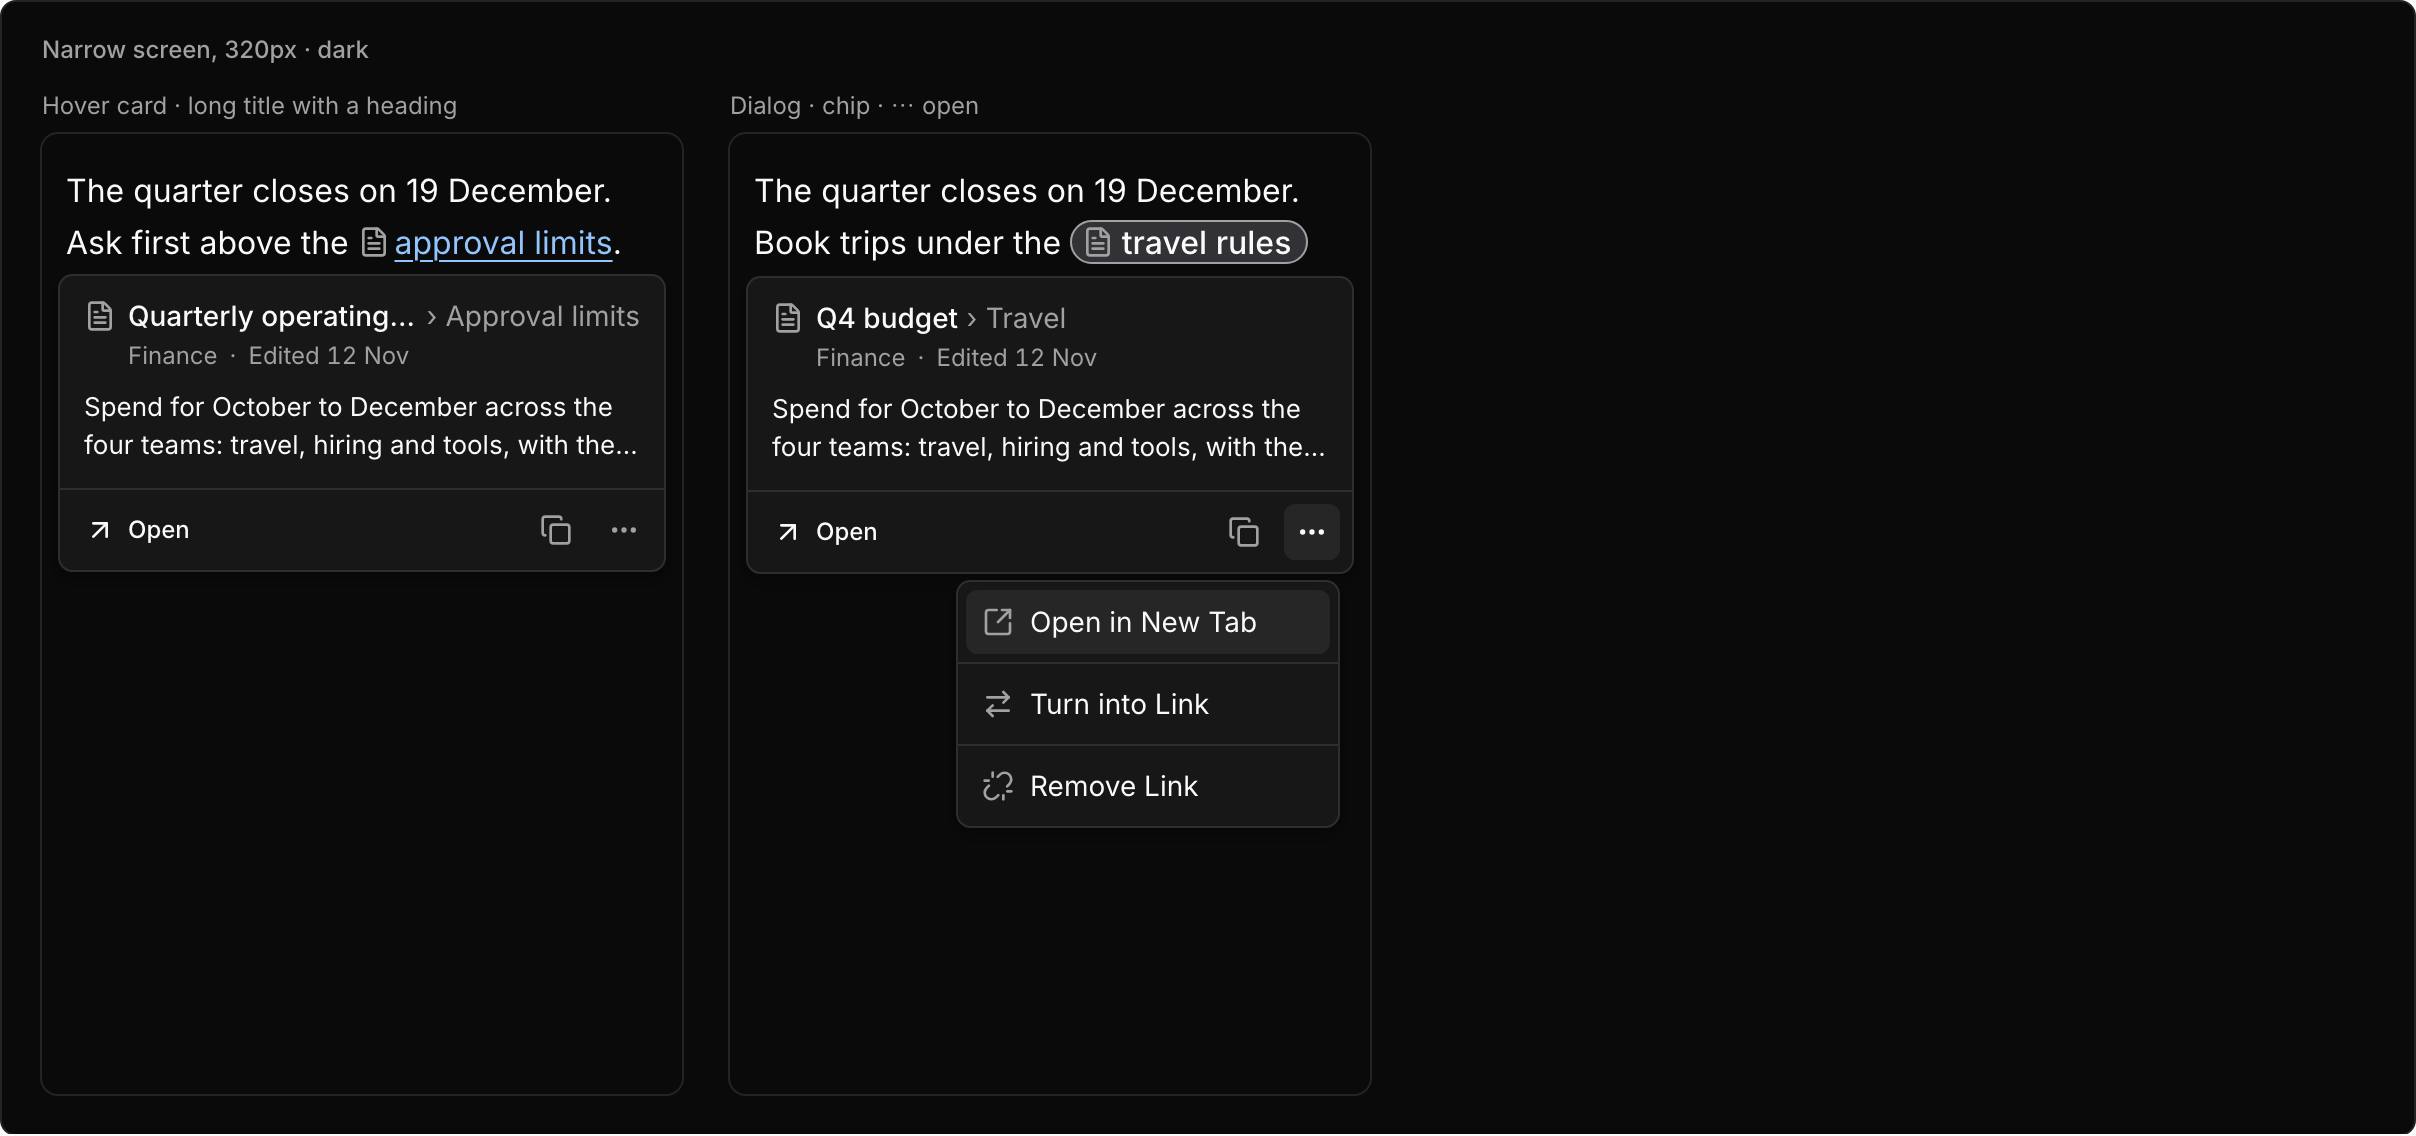 Narrow screen, 320px · dark
Hover card · long title with a heading
The quarter closes on 19 December.
Ask first above the approval limits.
Quarterly operating... › Approval limits
Finance · Edited 12 Nov
Spend for October to December across the
four teams: travel, hiring and tools, with the...
Open
Dialog · chip · ··· open
The quarter closes on 19 December.
Book trips under the travel rules
Q4 budget › Travel
Finance · Edited 12 Nov
Spend for October to December across the
four teams: travel, hiring and tools, with the...
Open
Open in New Tab
Turn into Link
Remove Link